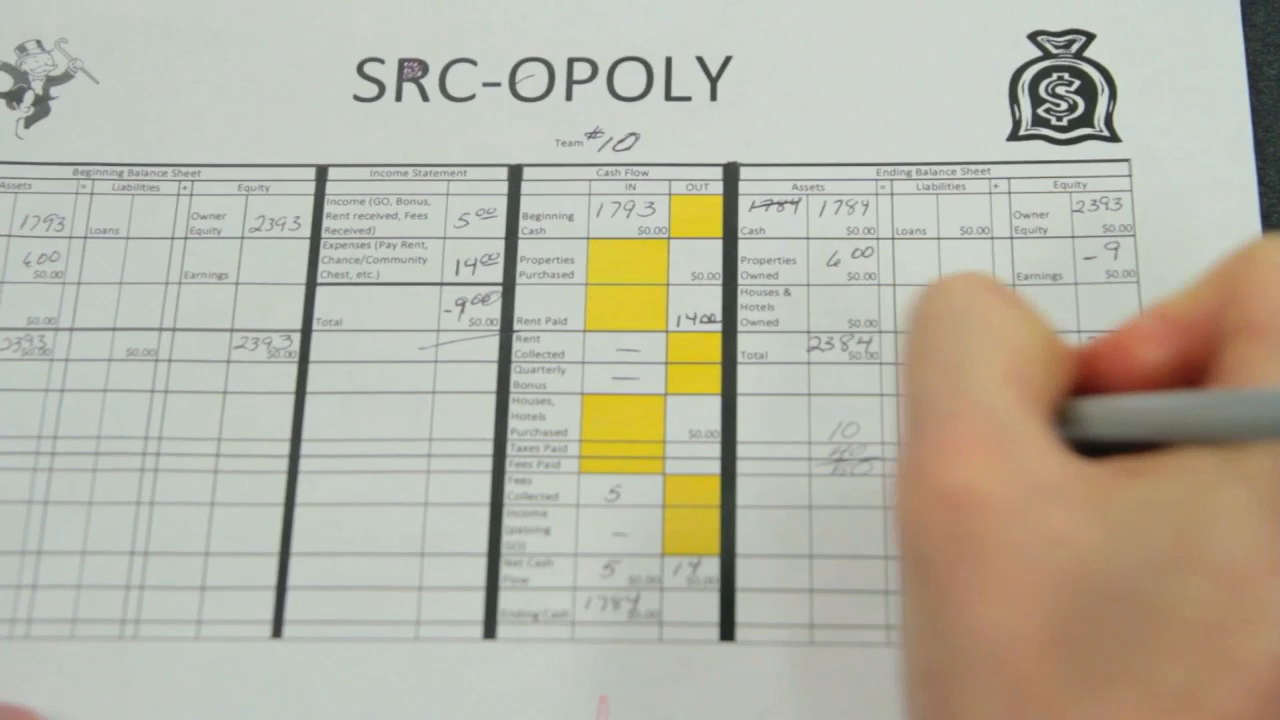 SRC-OPOLY
Team #10
Beginning Balance Sheet
Assets = Liabilities + Equity
1793 Loans Owner Equity 2393
600 $0.00 Earnings
$0.00
2393 $0.00 $0.00 2393 $0.00
Income Statement
Income (GO, Bonus, Rent received, Fees Received) 5 00
Expenses (Pay Rent, Chance/Community Chest, etc.) 14 00
Total -9 00 $0.00
Cash Flow
IN OUT
Beginning Cash 1793 $0.00
Properties Purchased $0.00
Rent Paid 14 00
Rent Collected —
Quarterly Bonus —
Houses, Hotels Purchased $0.00
Taxes Paid
Fees Paid
Fees Collected 5
Income (passing GO) —
Net Cash Flow 5 $0.00 14 $0.00
Ending Cash 1784 $0.00
Ending Balance Sheet
Assets = Liabilities + Equity
1784 1784
Cash $0.00 Loans $0.00 Owner Equity 2393 $0.00
Properties Owned 600 $0.00 Earnings -9 $0.00
Houses & Hotels Owned $0.00
Total 2384 $0.00
10